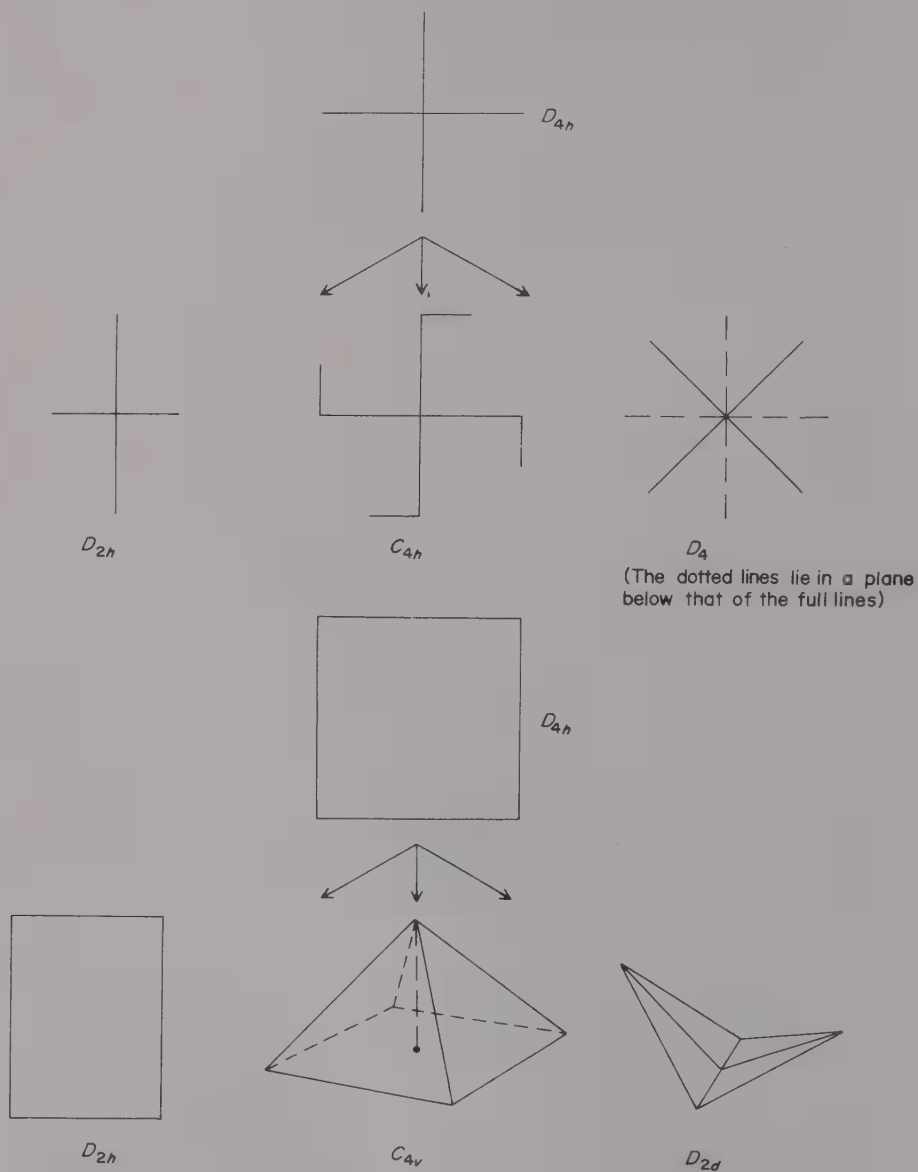 D4h
D2h
C4h
D4
(The dotted lines lie in a plane
below that of the full lines)
D4h
D2h
C4v
D2d